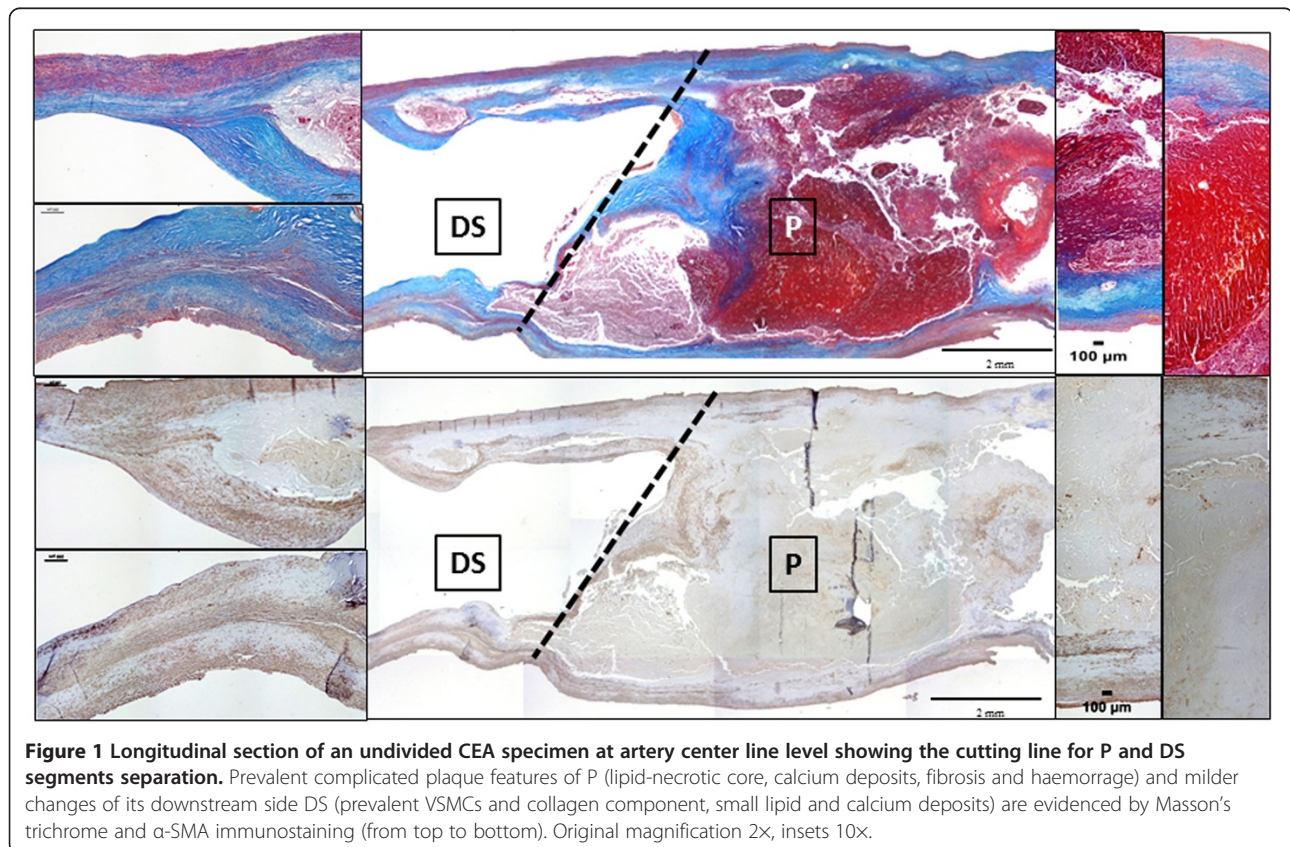 DS
P
2 mm
100 µm
DS
P
2 mm
100 µm
Figure 1 Longitudinal section of an undivided CEA specimen at artery center line level showing the cutting line for P and DS
segments separation. Prevalent complicated plaque features of P (lipid-necrotic core, calcium deposits, fibrosis and haemorrage) and milder
changes of its downstream side DS (prevalent VSMCs and collagen component, small lipid and calcium deposits) are evidenced by Masson's
trichrome and α-SMA immunostaining (from top to bottom). Original magnification 2×, insets 10×.